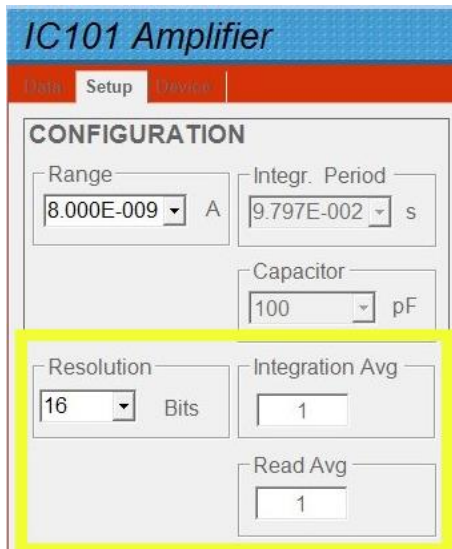 IC101 Amplifier
Data Setup Device
CONFIGURATION
Range
8.000E-009 A
Integr. Period
9.797E-002 s
Capacitor
100 pF
Resolution
16 Bits
Integration Avg
1
Read Avg
1